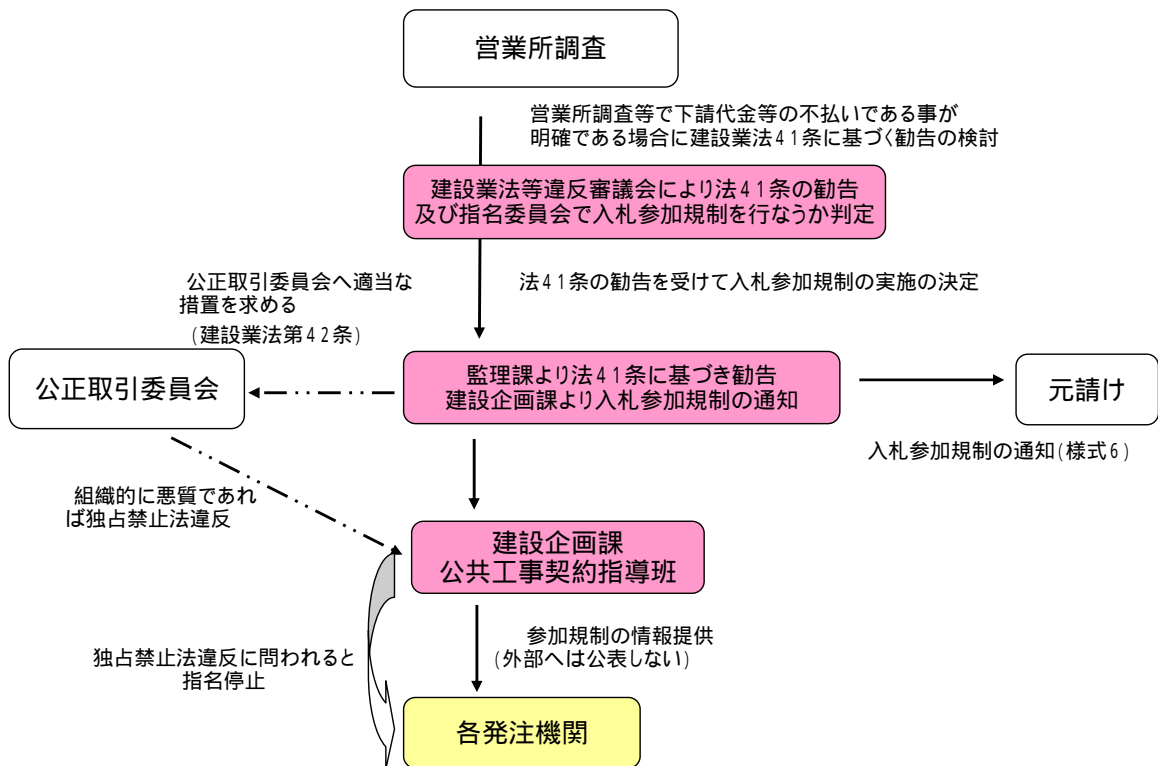 営業所調査
営業所調査等で下請代金等の不払いである事が
明確である場合に建設業法41条に基づく勧告の検討
建設業法等違反審議会により法41条の勧告
及び指名委員会で入札参加規制を行なうか判定
公正取引委員会へ適当な
措置を求める
(建設業法第42条)
法41条の勧告を受けて入札参加規制の実施の決定
公正取引委員会
監理課より法41条に基づき勧告
建設企画課より入札参加規制の通知
元請け
入札参加規制の通知(様式6)
組織的に悪質であれ
ば独占禁止法違反
建設企画課
公共工事契約指導班
参加規制の情報提供
(外部へは公表しない)
独占禁止法違反に問われると
指名停止
各発注機関